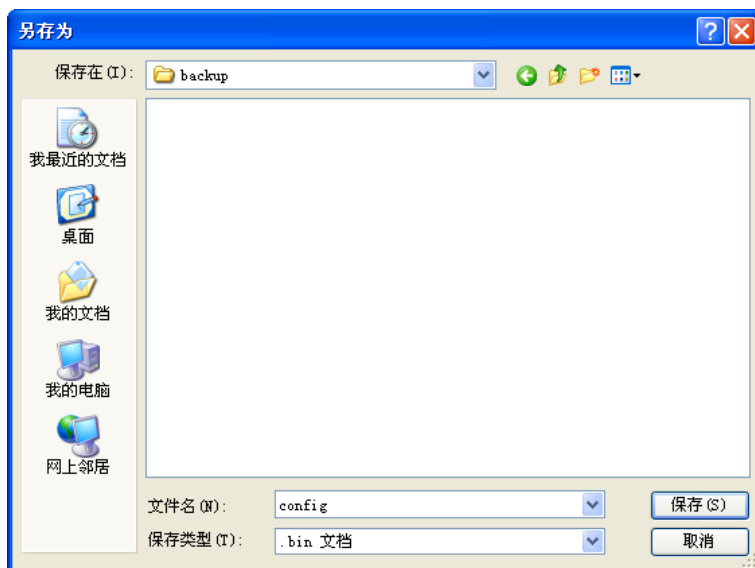 另存为
保存在(I):
backup
我最近的文档
桌面
我的文档
我的电脑
网上邻居
文件名(N):
config
保存(S)
保存类型(T):
.bin 文档
取消